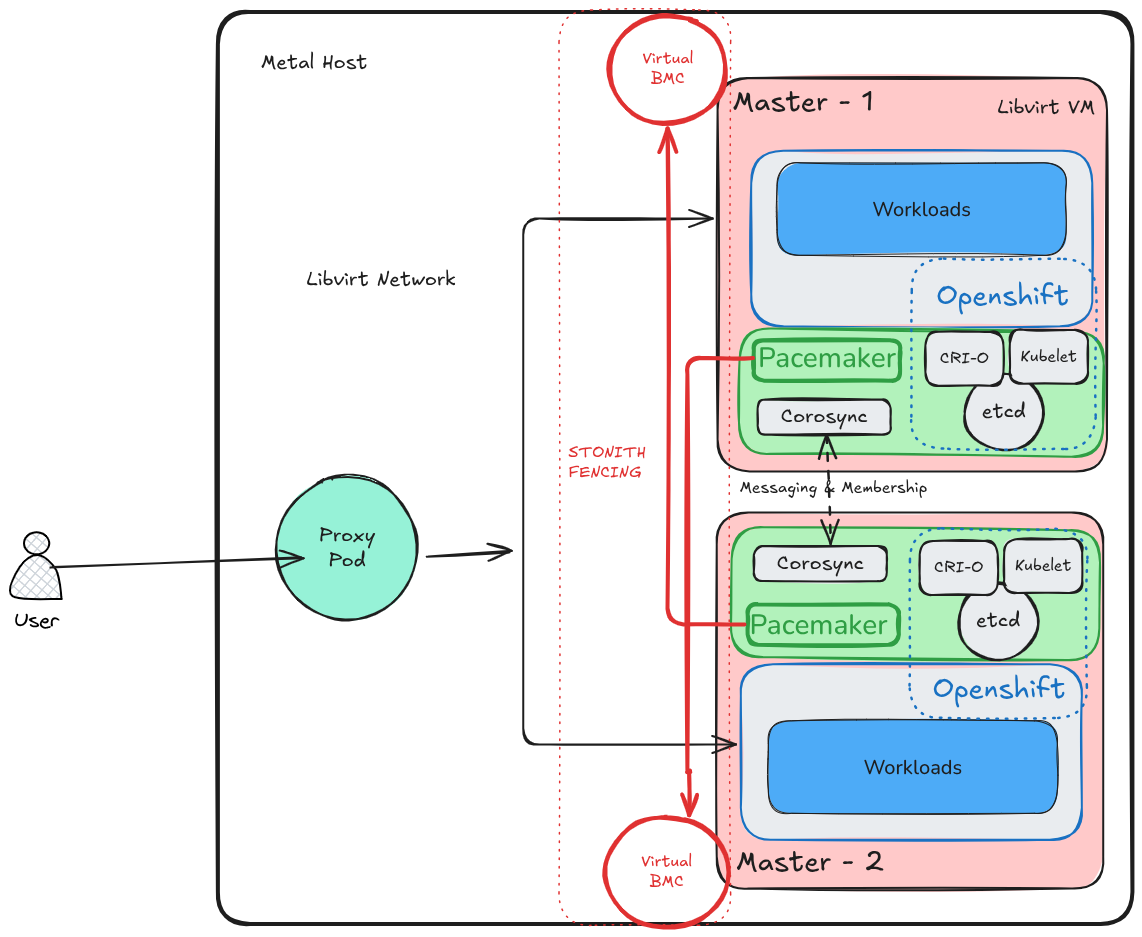 Metal Host
Virtual
BMC
Master - 1
Libvirt VM
Workloads
Libvirt Network
Openshift
Pacemaker
CRI-O
Kubelet
Corosync
etcd
STONITH
FENCING
Messaging & Membership
Proxy
Pod
User
Corosync
CRI-O
Kubelet
Pacemaker
etcd
Openshift
Workloads
Virtual
BMC
Master - 2